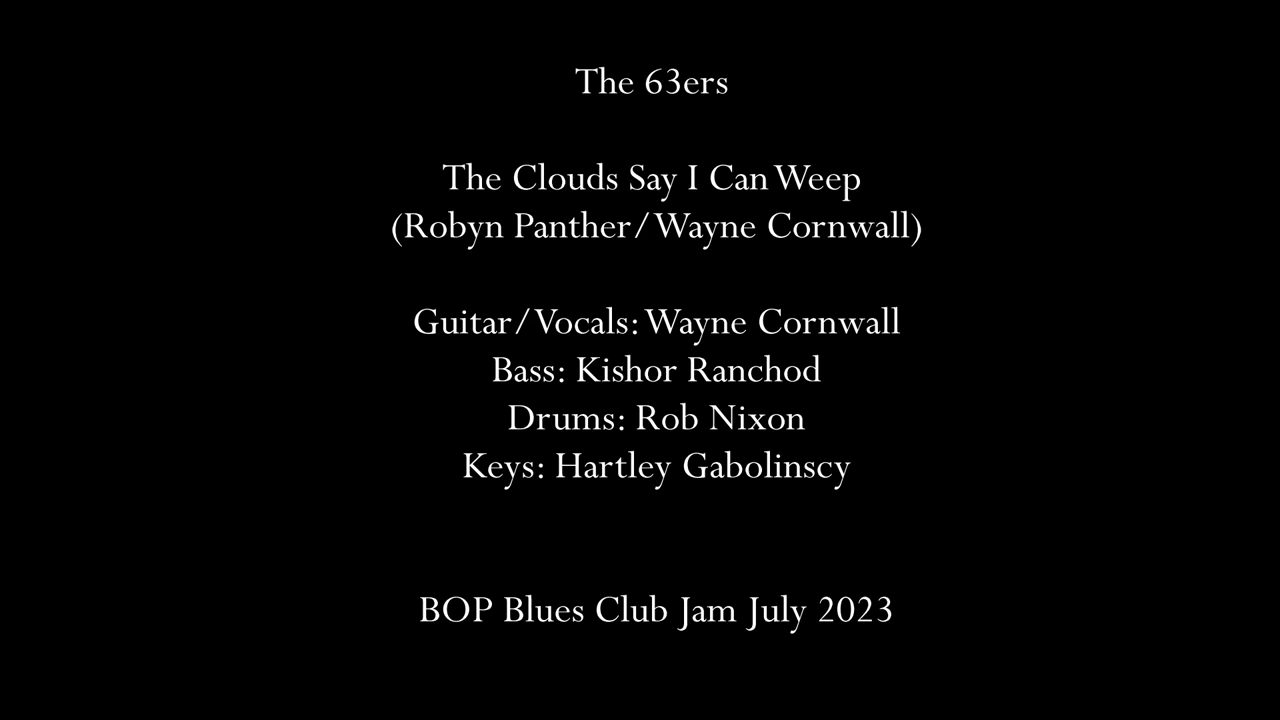 The 63ers
The Clouds Say I Can Weep
(Robyn Panther/Wayne Cornwall)
Guitar/Vocals: Wayne Cornwall
Bass: Kishor Ranchod
Drums: Rob Nixon
Keys: Hartley Gabolinscy
BOP Blues Club Jam July 2023